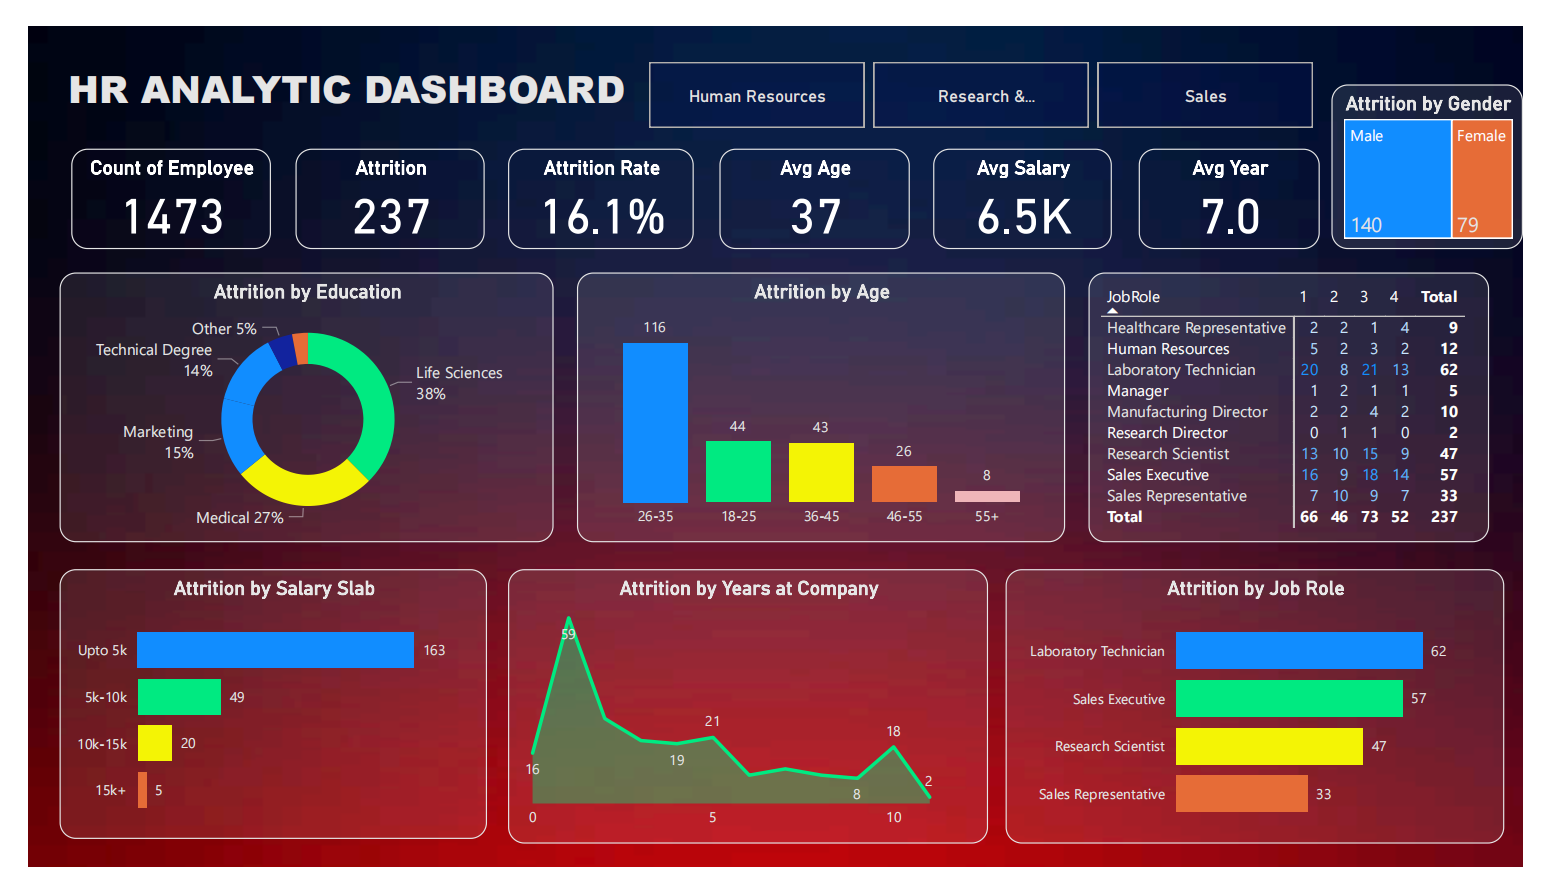 HR ANALYTIC DASHBOARD
Human Resources
Research &...
Sales
Attrition by Gender
Male
Female
140
79
Count of Employee
1473
Attrition
237
Attrition Rate
16.1%
Avg Age
37
Avg Salary
6.5K
Avg Year
7.0
Attrition by Education
Other 5%
Technical Degree
14%
Life Sciences
38%
Marketing
15%
Medical 27%
Attrition by Age
116
44
43
26
8
26-35
18-25
36-45
46-55
55+
JobRole 1 2 3 4 Total
Healthcare Representative 2 2 1 4 9
Human Resources 5 2 3 2 12
Laboratory Technician 20 8 21 13 62
Manager 1 2 1 1 5
Manufacturing Director 2 2 4 2 10
Research Director 0 1 1 0 2
Research Scientist 13 10 15 9 47
Sales Executive 16 9 18 14 57
Sales Representative 7 10 9 7 33
Total 66 46 73 52 237
Attrition by Salary Slab
Upto 5k 163
5k-10k 49
10k-15k 20
15k+ 5
Attrition by Years at Company
59
21
18
16
19
8
2
0
5
10
Attrition by Job Role
Laboratory Technician 62
Sales Executive 57
Research Scientist 47
Sales Representative 33